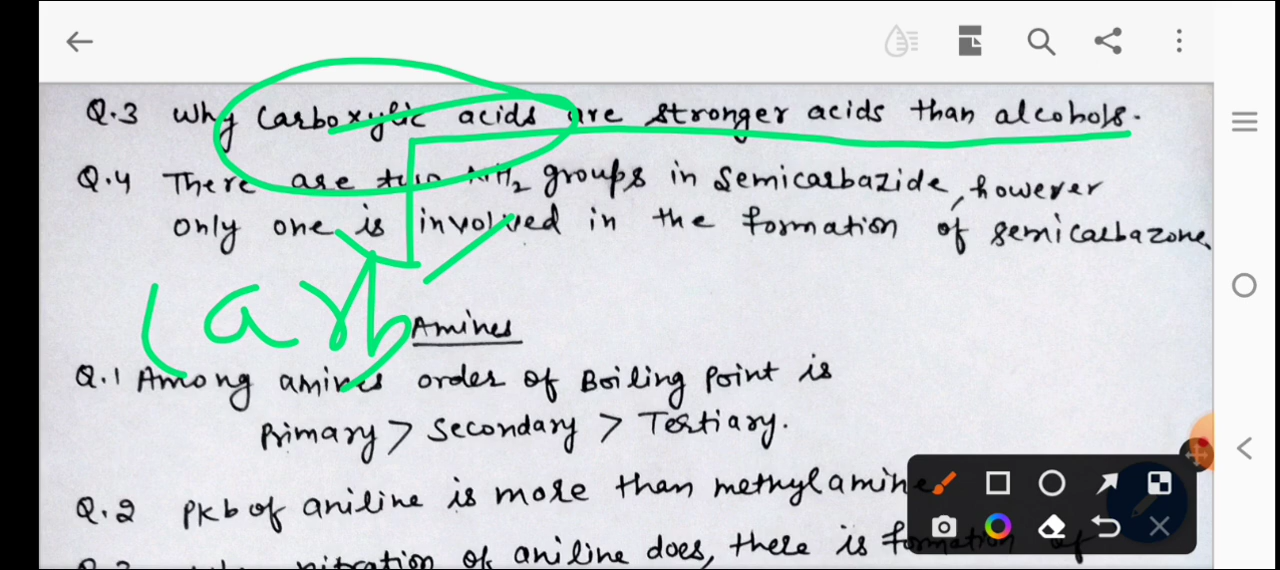 Q.3 Why Carboxylic acids are stronger acids than alcohols.
Q.4 There are two NH2 groups in Semicarbazide, however
only one is involved in the formation of semicarbazone
Carb
Amines
Q.1 Among amines order of Boiling Point is
Primary > Secondary > Tertiary.
Q.2 Pkb of aniline is more than methylamine
nitration of aniline does, there is formation of